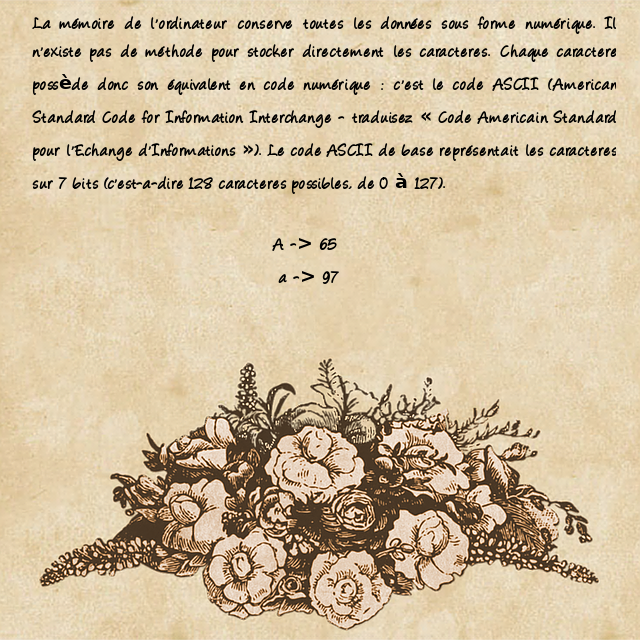 La mémoire de l'ordinateur conserve toutes les données sous forme numérique. Il
n'existe pas de méthode pour stocker directement les caracteres. Chaque caractere
possède donc son équivalent en code numérique : c'est le code ASCII (American
Standard Code for Information Interchange - traduisez « Code Americain Standard
pour l'Echange d'Informations »). Le code ASCII de base représentait les caracteres
sur 7 bits (c'est-a-dire 128 caracteres possibles, de 0 à 127).
A -> 65
a -> 97